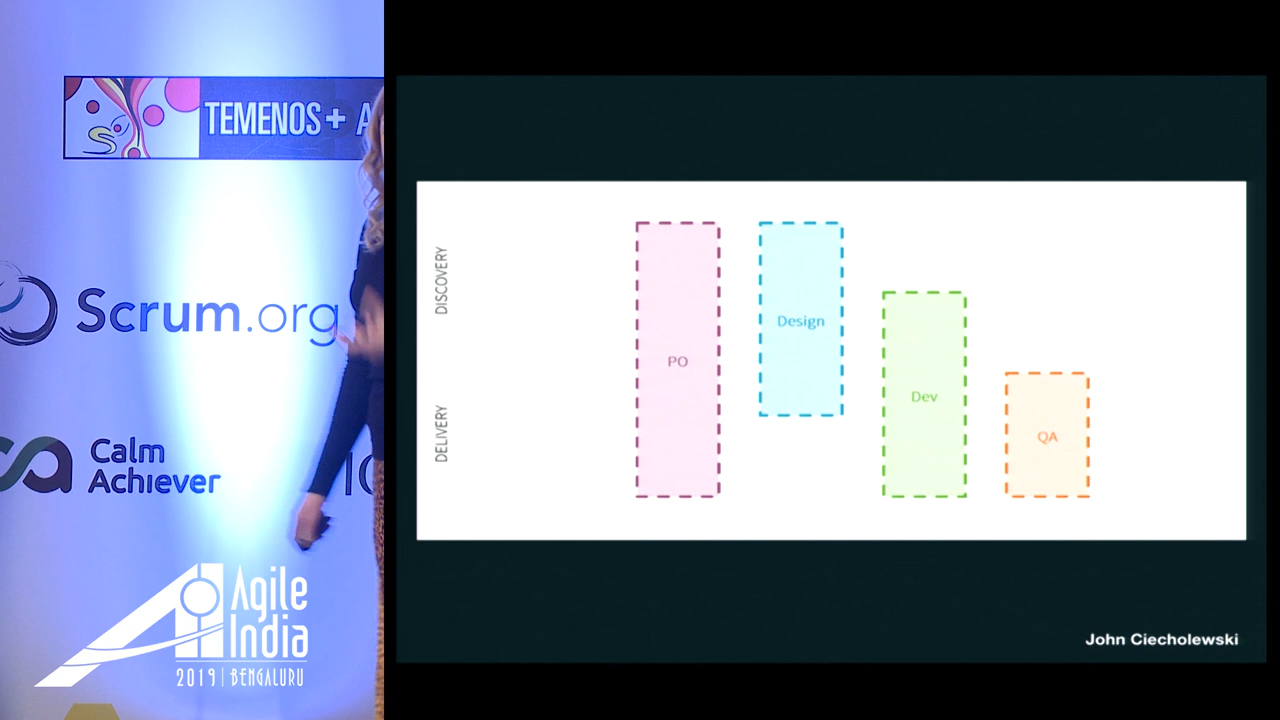 TEMENOS + A
Scrum.org
Calm
Achiever
Agile
India
2019 | BENGALURU
DISCOVERY
DELIVERY
PO
Design
Dev
QA
John Ciecholewski